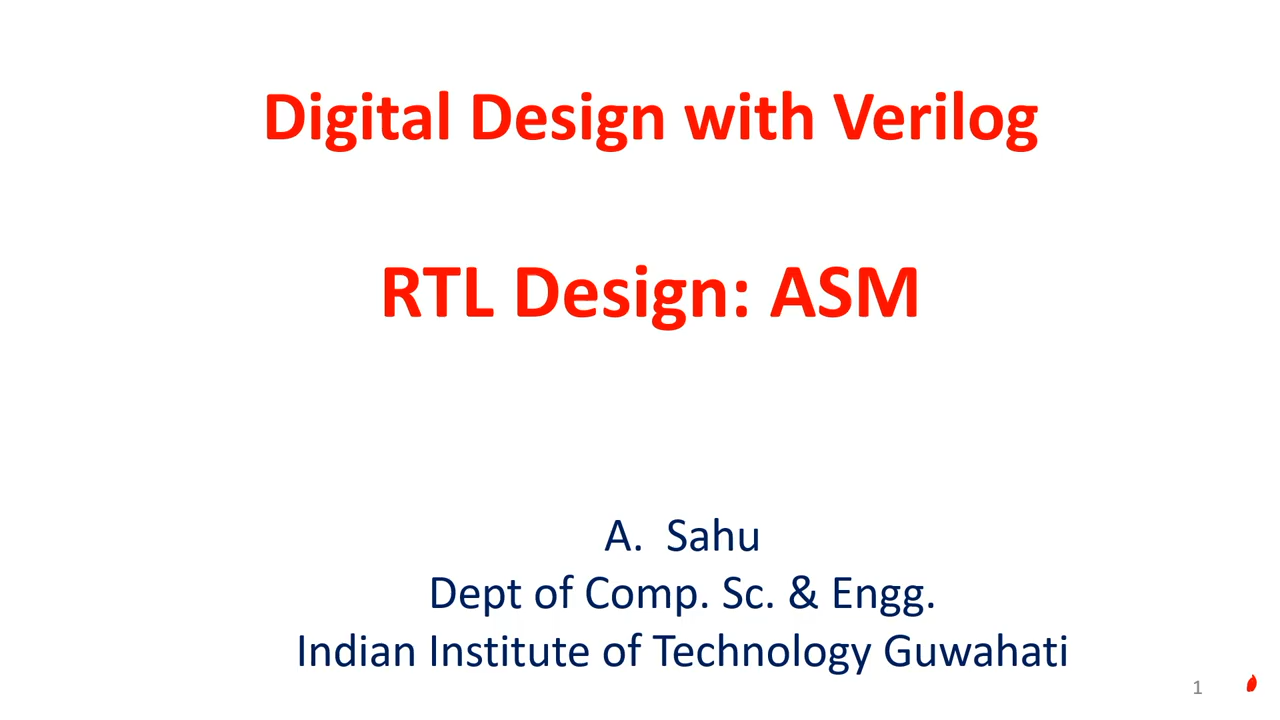 Digital Design with Verilog
RTL Design: ASM
A. Sahu
Dept of Comp. Sc. & Engg.
Indian Institute of Technology Guwahati
1